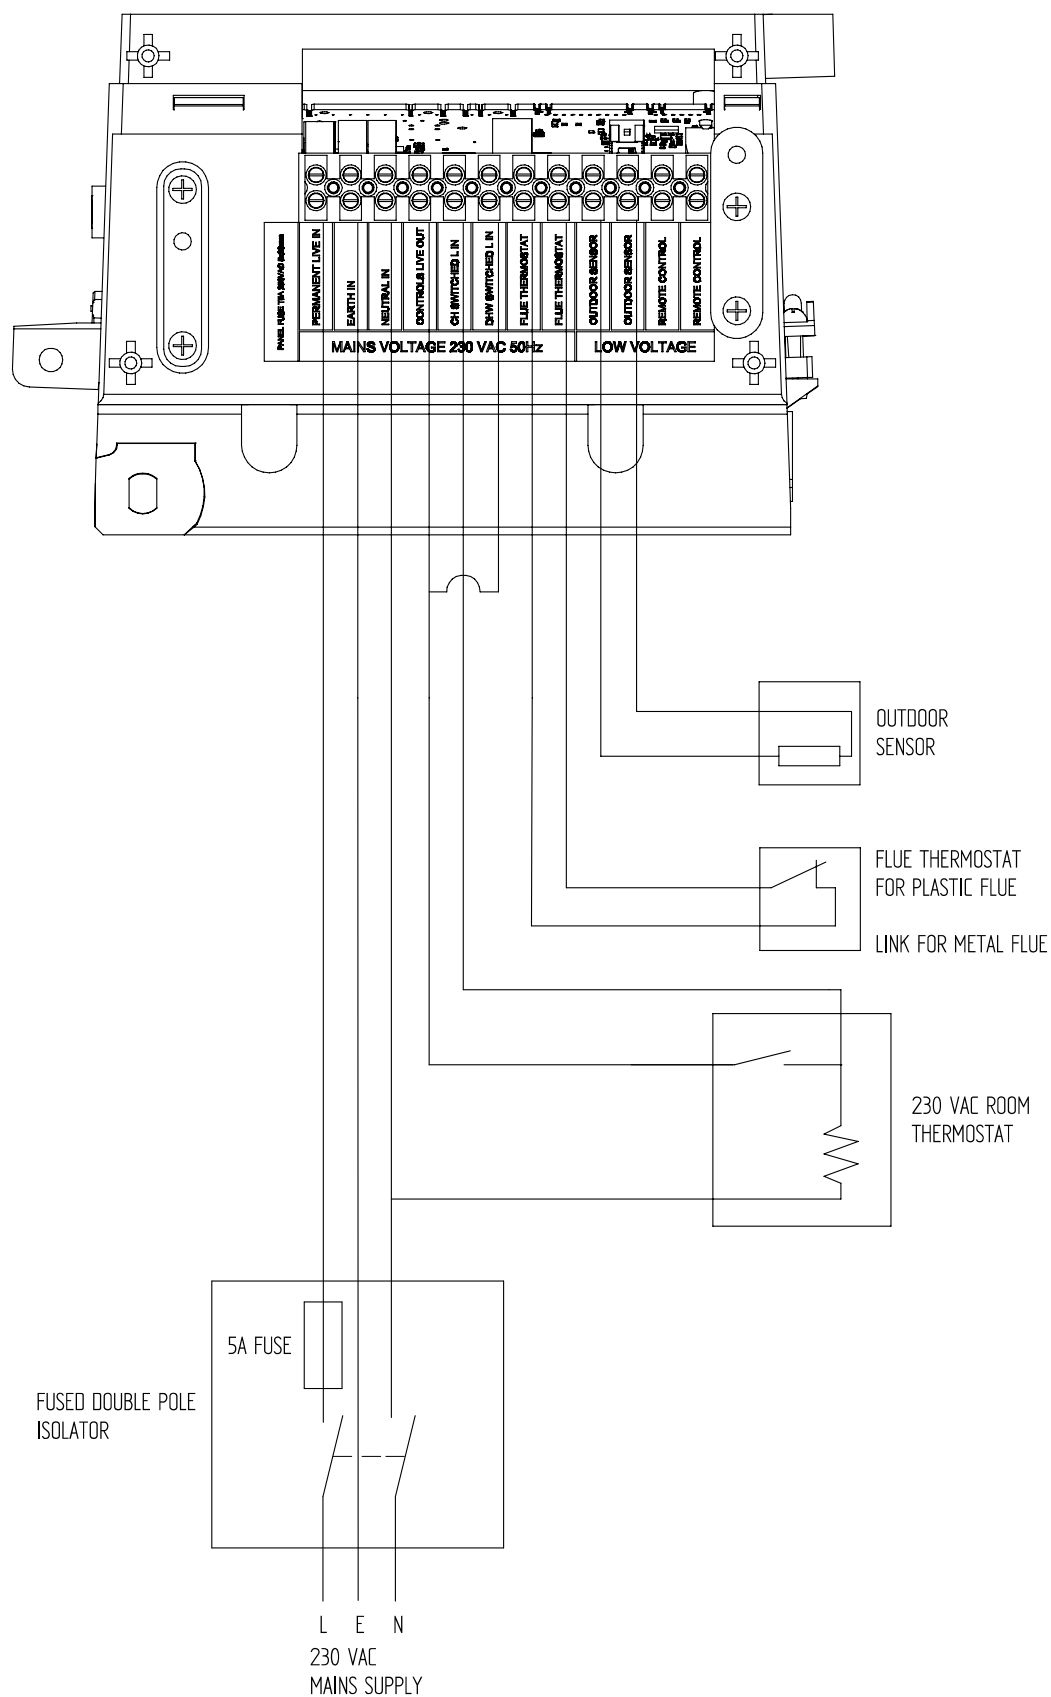 PERMANENT LIVE IN
EARTH IN
NEUTRAL IN
CONTROLS LIVE OUT
CH SWITCHED L IN
DHW SWITCHED L IN
FLUE THERMOSTAT
FLUE THERMOSTAT
OUTDOOR SENSOR
OUTDOOR SENSOR
REMOTE CONTROL
REMOTE CONTROL
MAINS VOLTAGE 230 VAC 50Hz
LOW VOLTAGE
OUTDOOR
SENSOR
FLUE THERMOSTAT
FOR PLASTIC FLUE
LINK FOR METAL FLUE
230 VAC ROOM
THERMOSTAT
5A FUSE
FUSED DOUBLE POLE
ISOLATOR
L E N
230 VAC
MAINS SUPPLY